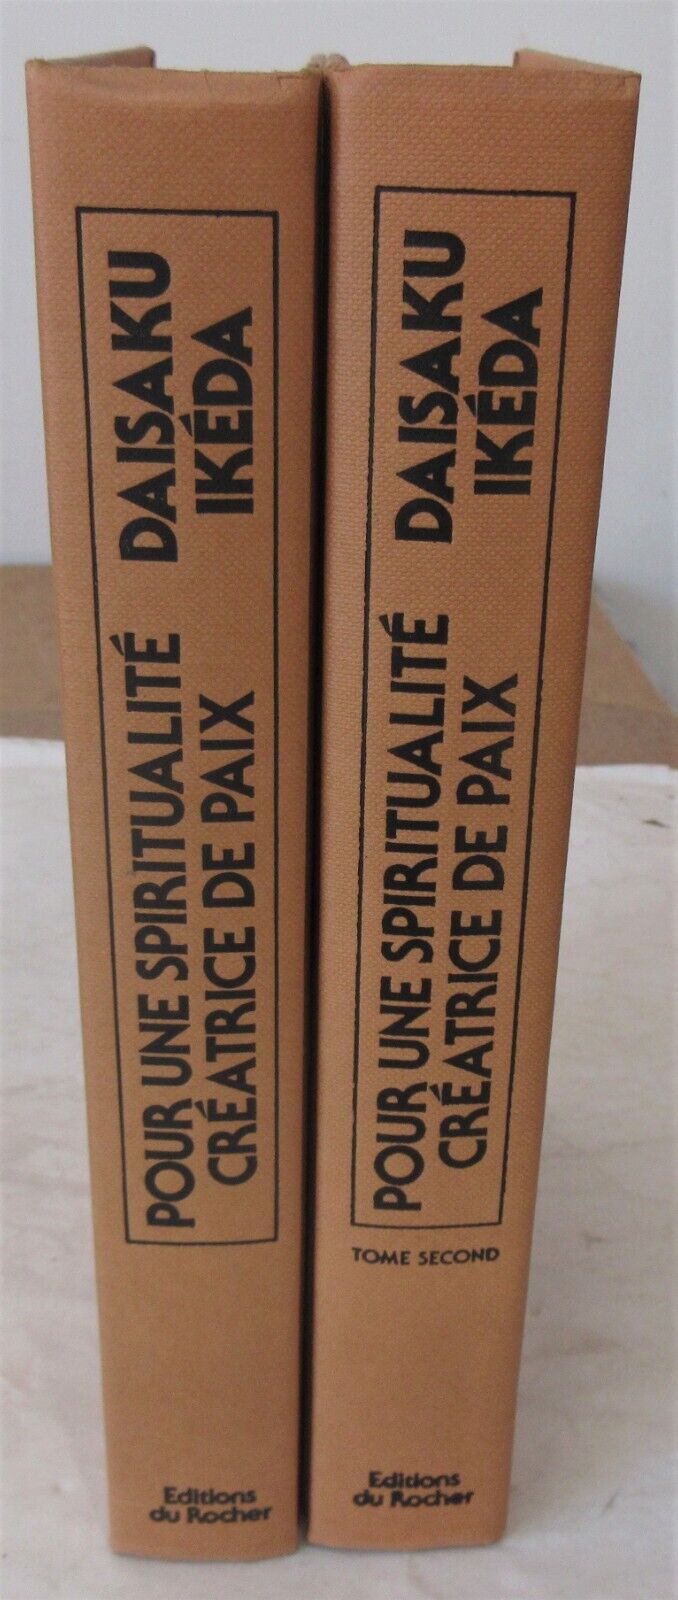 POUR UNE SPIRITUALITÉ
CRÉATRICE DE PAIX
DAISAKU
IKÉDA
Editions
du Rocher
POUR UNE SPIRITUALITÉ
CRÉATRICE DE PAIX
DAISAKU
IKÉDA
TOME SECOND
Editions
du Rocher